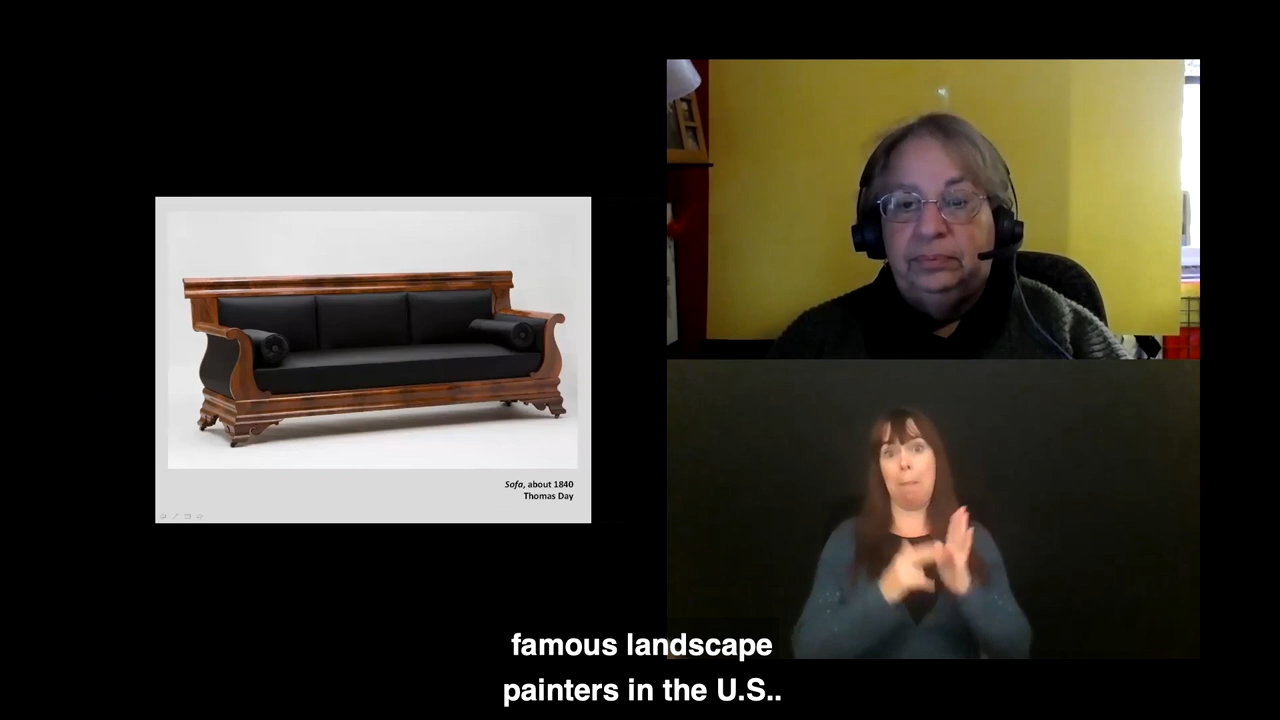 Sofa, about 1840
Thomas Day
famous landscape
painters in the U.S..